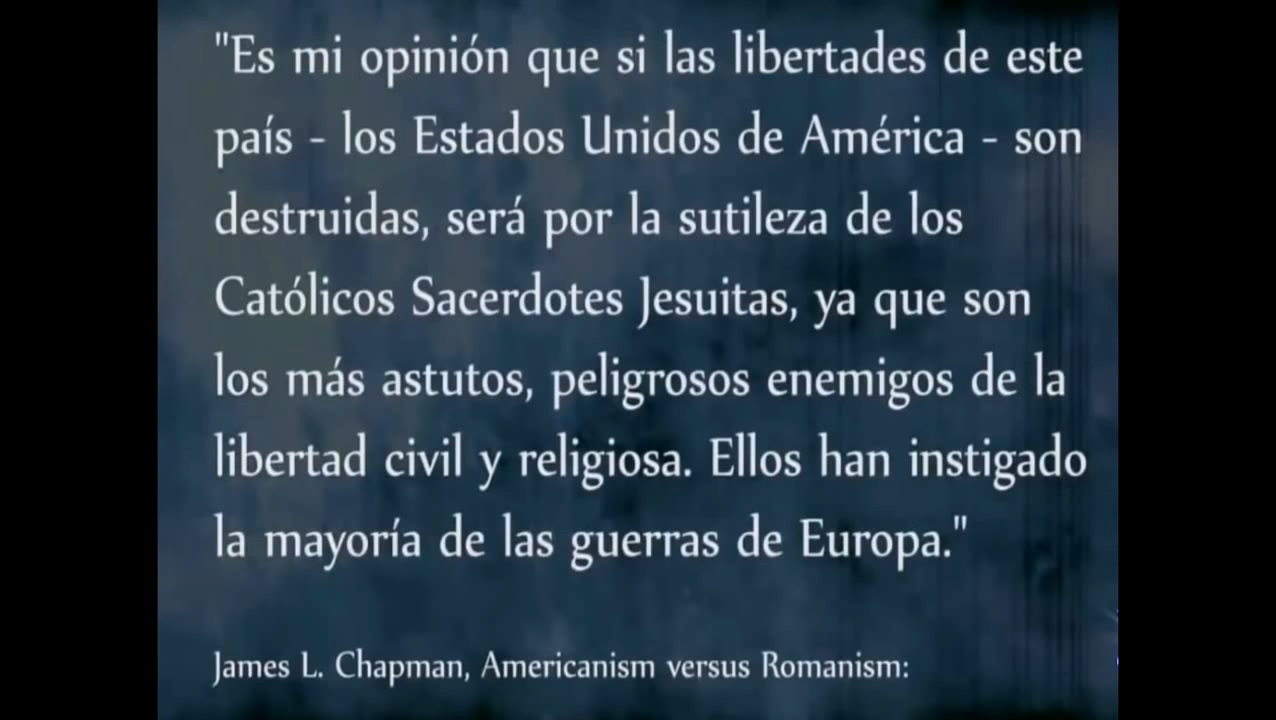 "Es mi opinión que si las libertades de este
país - los Estados Unidos de América - son
destruidas, será por la sutileza de los
Católicos Sacerdotes Jesuitas, ya que son
los más astutos, peligrosos enemigos de la
libertad civil y religiosa. Ellos han instigado
la mayoría de las guerras de Europa."
James L. Chapman, Americanism versus Romanism: